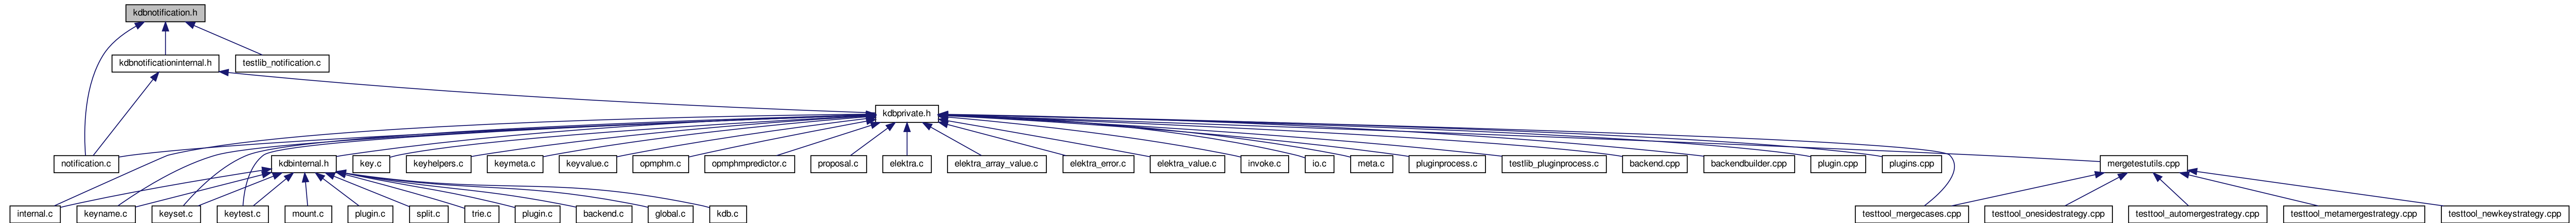 kdbnotification.h
kdbnotificationinternal.h
testlib_notification.c
kdbprivate.h
notification.c
kdbinternal.h
key.c
keyhelpers.c
keymeta.c
keyvalue.c
opmphm.c
opmphmpredictor.c
proposal.c
elektra.c
elektra_array_value.c
elektra_error.c
elektra_value.c
invoke.c
io.c
meta.c
pluginprocess.c
testlib_pluginprocess.c
backend.cpp
backendbuilder.cpp
plugin.cpp
plugins.cpp
mergetestutils.cpp
internal.c
keyname.c
keyset.c
keytest.c
mount.c
plugin.c
split.c
trie.c
plugin.c
backend.c
global.c
kdb.c
testtool_mergecases.cpp
testtool_onesidestrategy.cpp
testtool_automergestrategy.cpp
testtool_metamergestrategy.cpp
testtool_newkeystrategy.cpp